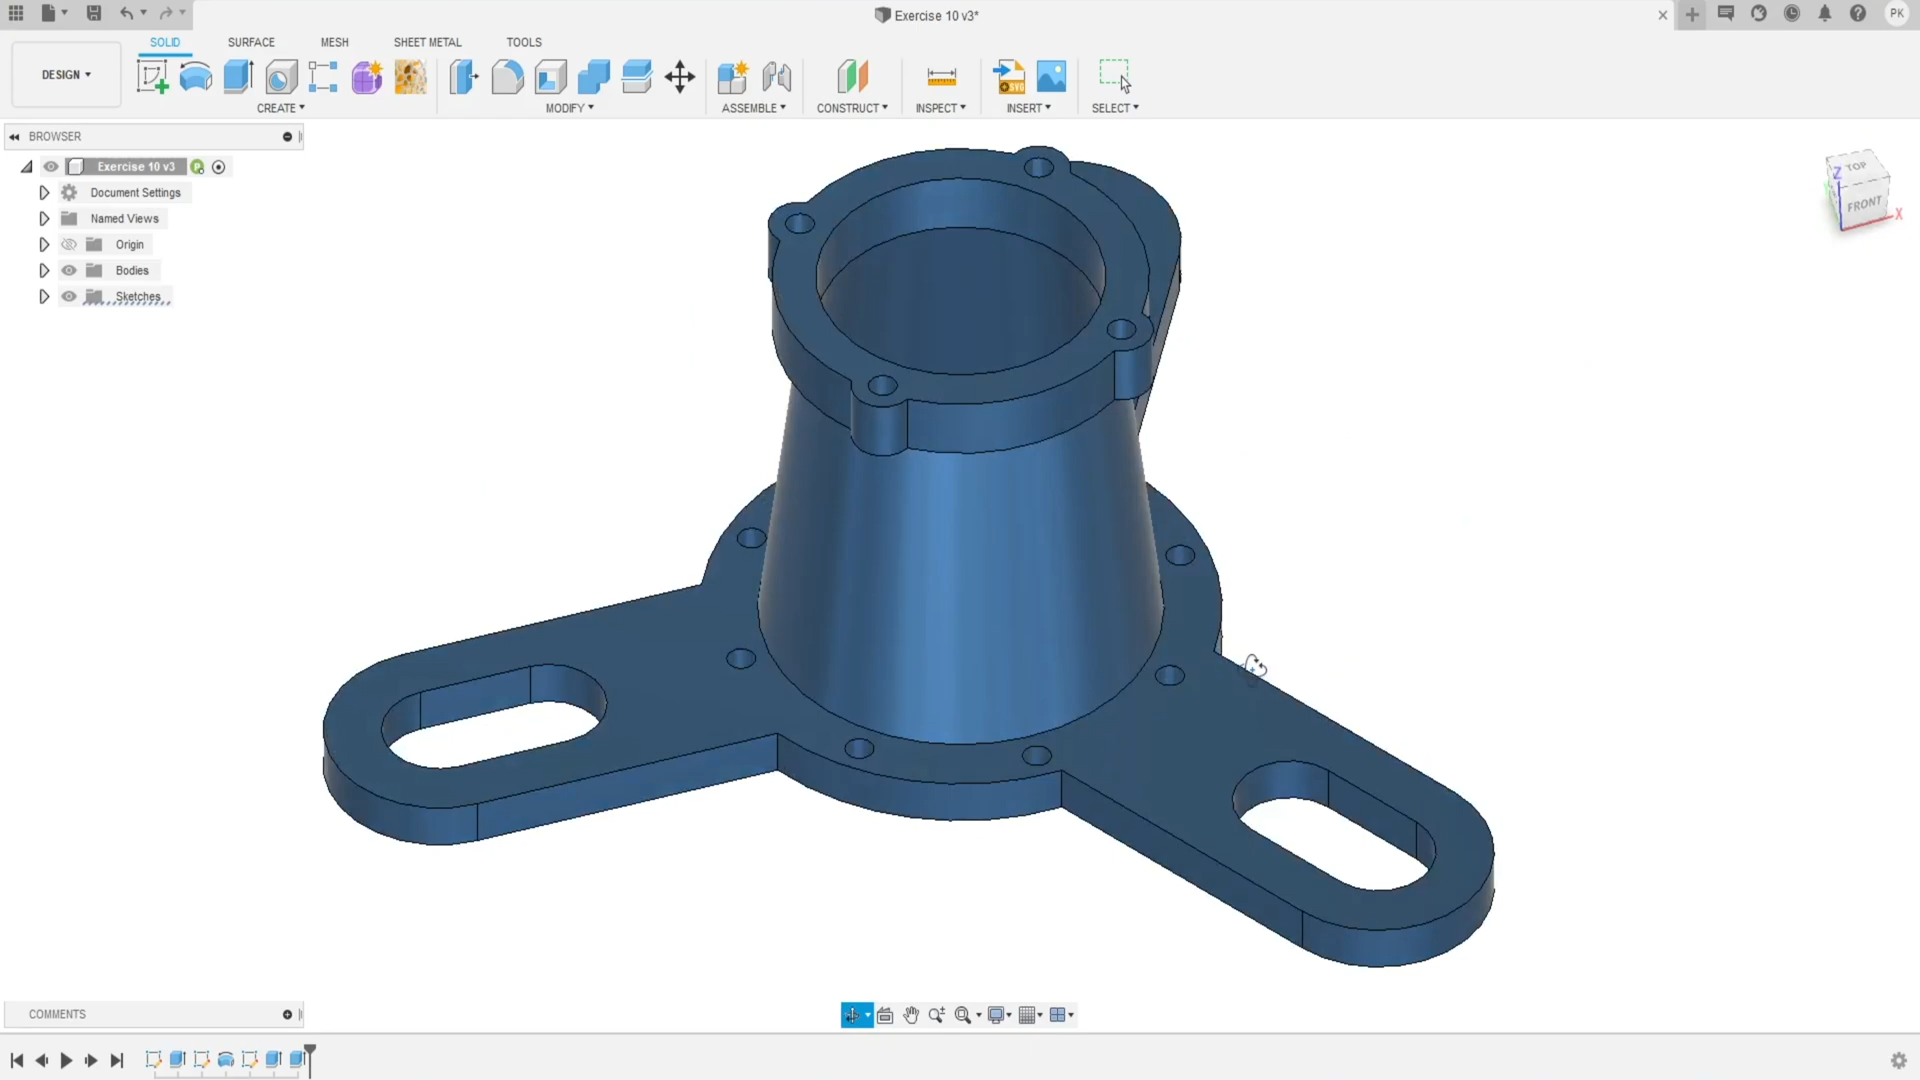 Exercise 10 v3*
PK
SOLID SURFACE MESH SHEET METAL TOOLS
DESIGN
CREATE MODIFY ASSEMBLE CONSTRUCT INSPECT INSERT SELECT
SVG
BROWSER
Exercise 10 v3
Document Settings
Named Views
Origin
Bodies
Sketches
TOP
Z
FRONT
X
COMMENTS